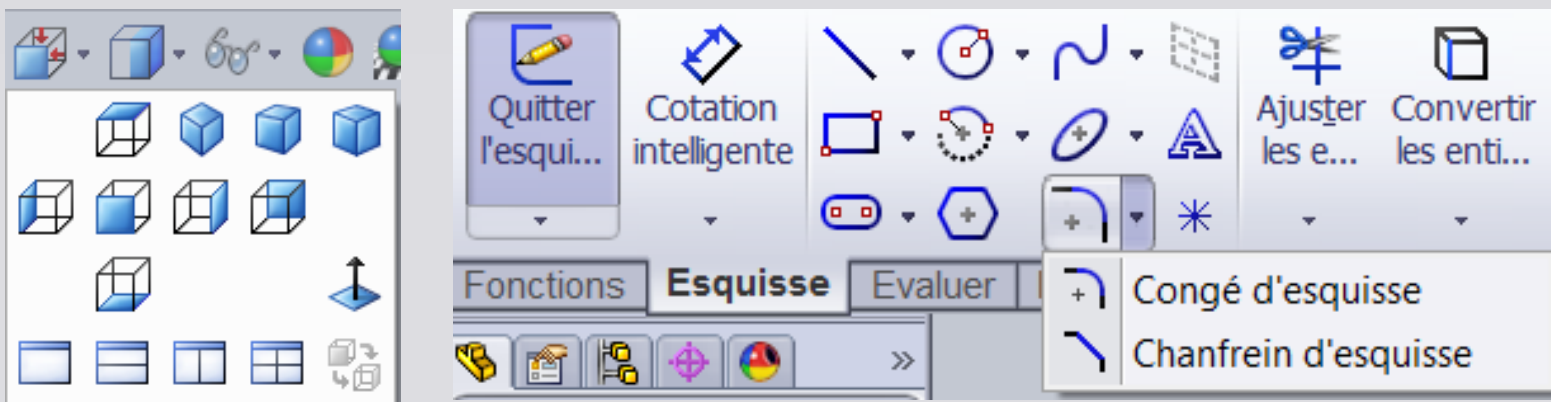 Quitter
l'esqui...
Cotation
intelligente
Ajuster
les e...
Convertir
les enti...
Fonctions
Esquisse
Evaluer
Congé d'esquisse
Chanfrein d'esquisse